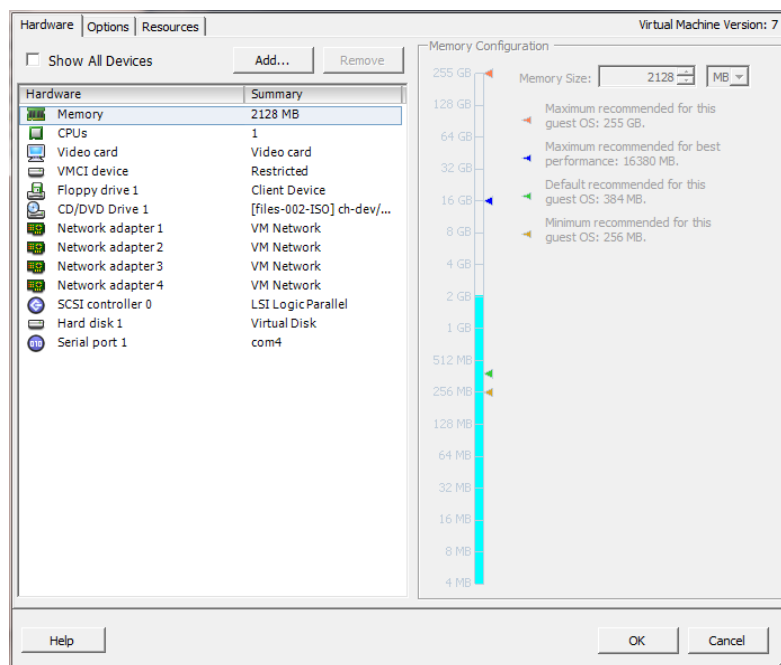 Hardware Options Resources Virtual Machine Version: 7
Show All Devices Add... Remove
Hardware Summary
Memory 2128 MB
CPUs 1
Video card Video card
VMCI device Restricted
Floppy drive 1 Client Device
CD/DVD Drive 1 [files-002-ISO] ch-dev/...
Network adapter 1 VM Network
Network adapter 2 VM Network
Network adapter 3 VM Network
Network adapter 4 VM Network
SCSI controller 0 LSI Logic Parallel
Hard disk 1 Virtual Disk
Serial port 1 com4
Memory Configuration
255 GB
128 GB
64 GB
32 GB
16 GB
8 GB
4 GB
2 GB
1 GB
512 MB
256 MB
128 MB
64 MB
32 MB
16 MB
8 MB
4 MB
Memory Size: 2128 MB
Maximum recommended for this
guest OS: 255 GB.
Maximum recommended for best
performance: 16380 MB.
Default recommended for this
guest OS: 384 MB.
Minimum recommended for this
guest OS: 256 MB.
Help OK Cancel